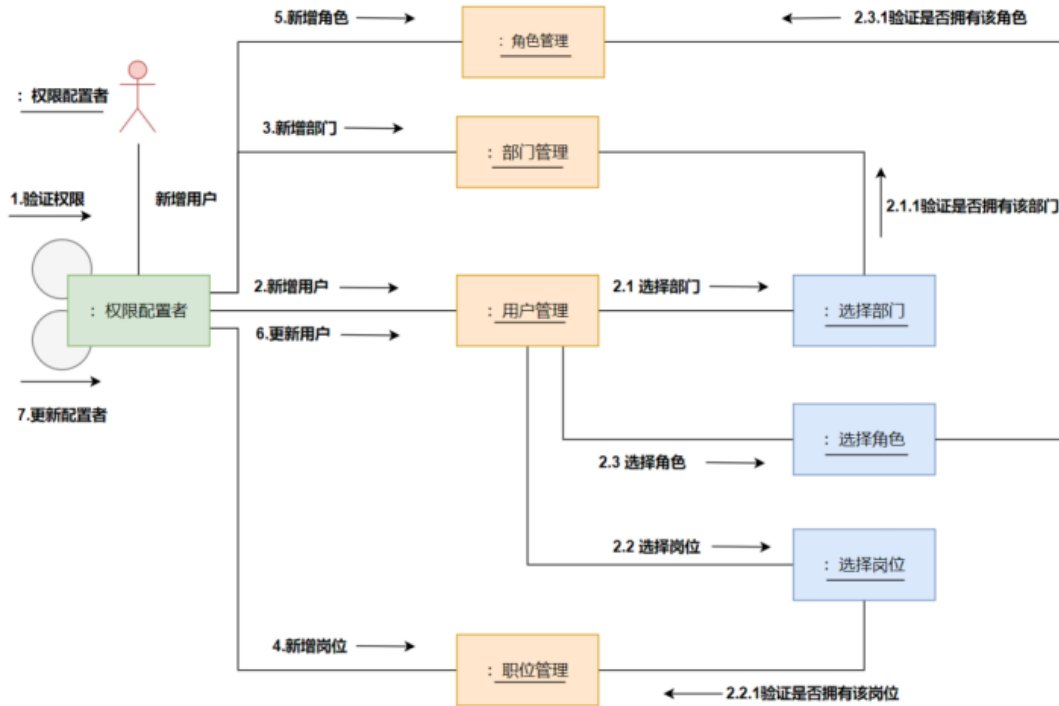 5.新增角色
2.3.1验证是否拥有该角色
: 角色管理
: 权限配置者
3.新增部门
: 部门管理
1.验证权限
新增用户
2.1.1验证是否拥有该部门
2.新增用户
2.1 选择部门
: 权限配置者
: 用户管理
: 选择部门
6.更新用户
7.更新配置者
: 选择角色
2.3 选择角色
2.2 选择岗位
: 选择岗位
4.新增岗位
: 职位管理
2.2.1验证是否拥有该岗位